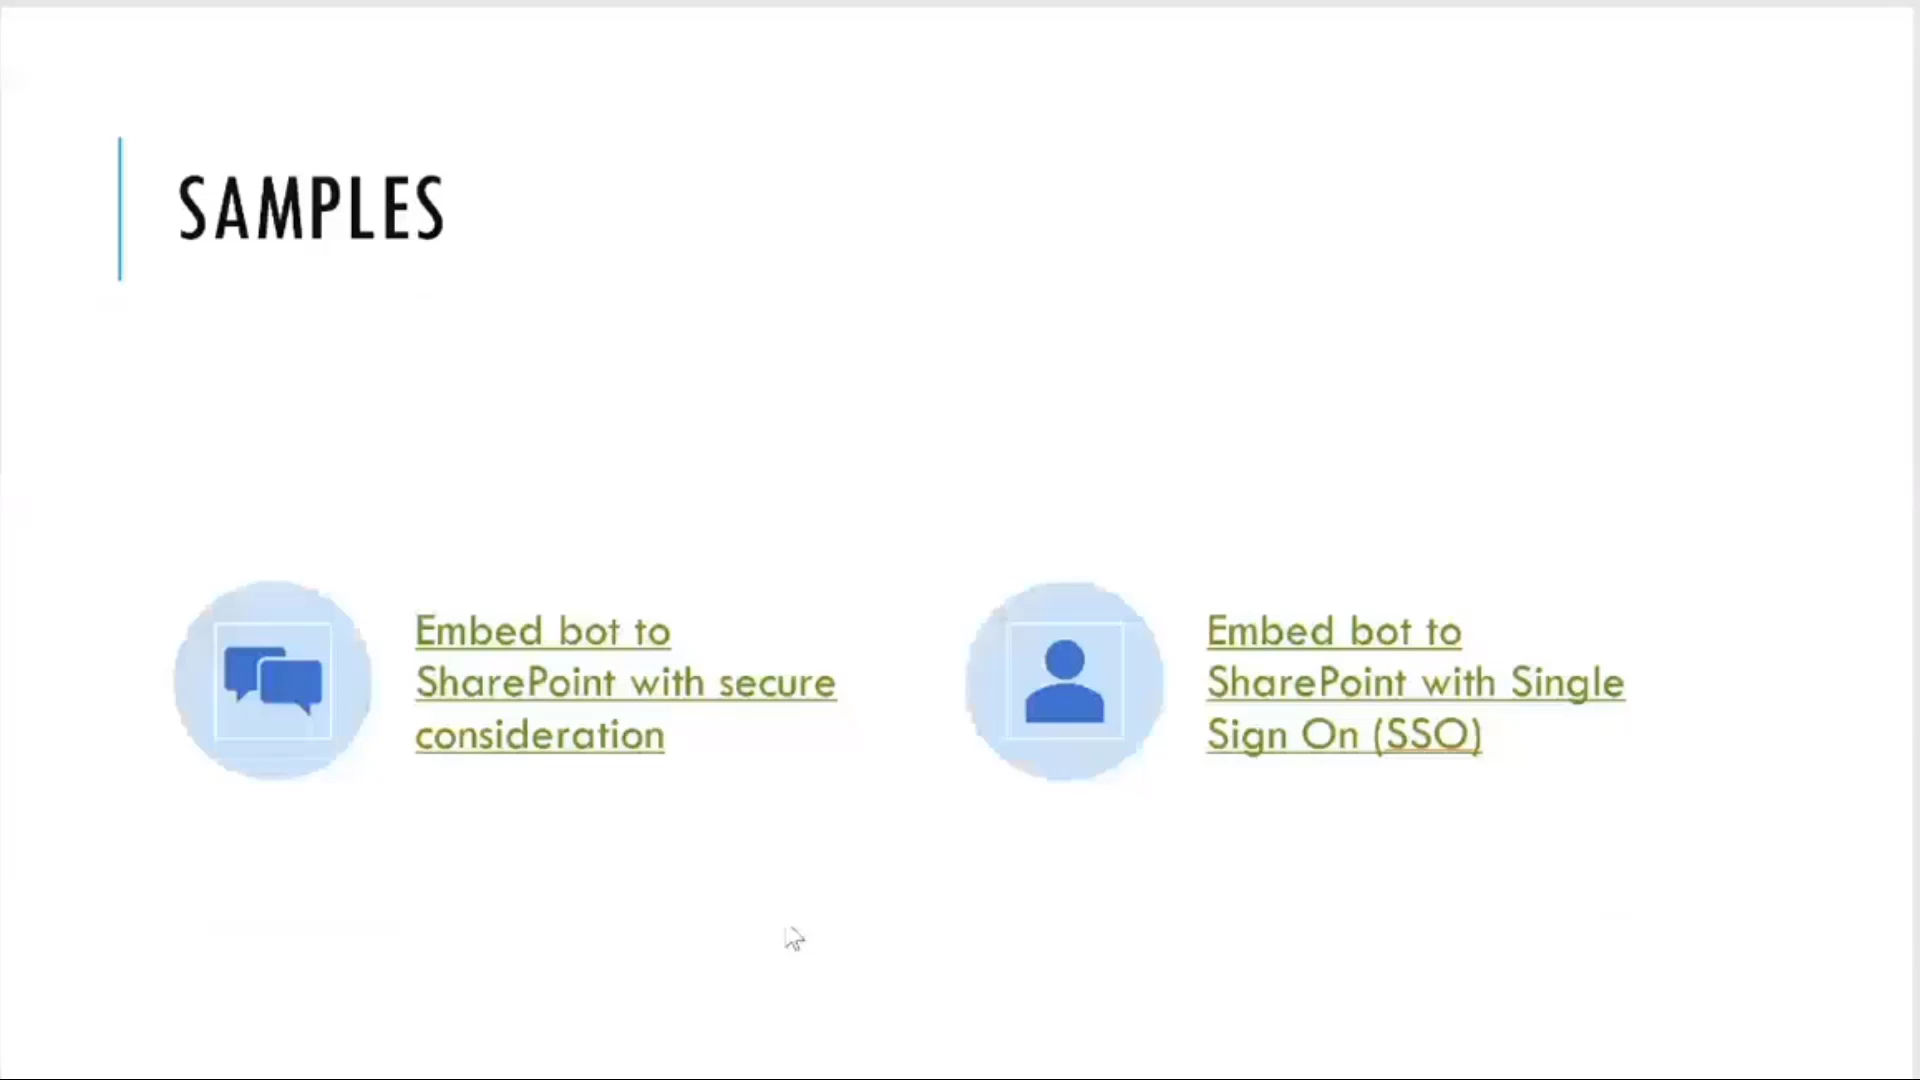 SAMPLES
Embed bot to
SharePoint with secure
consideration
Embed bot to
SharePoint with Single
Sign On (SSO)